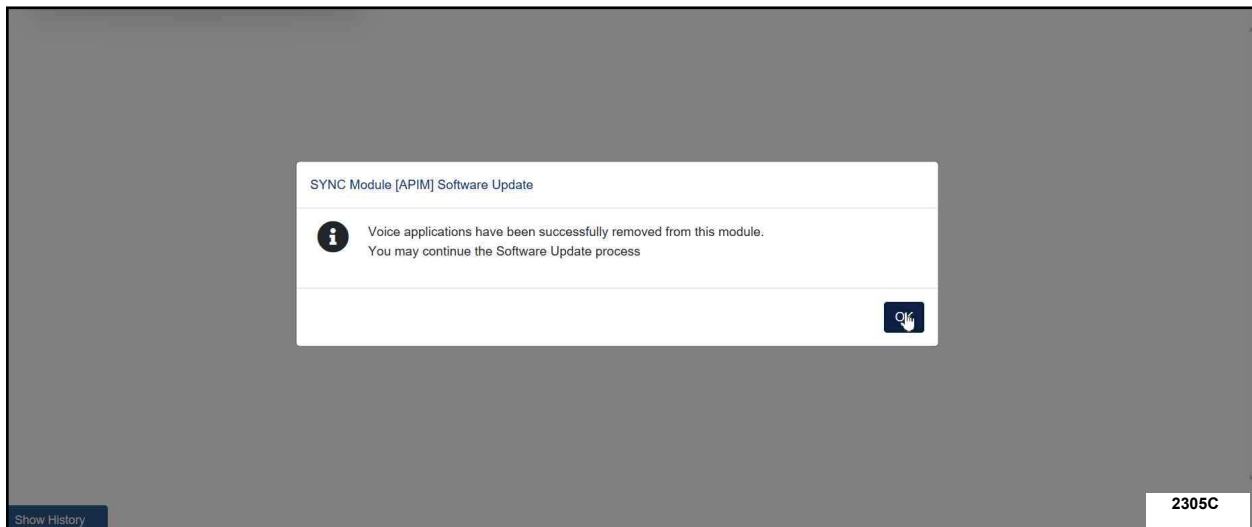 SYNC Module [APIM] Software Update
Voice applications have been successfully removed from this module.
You may continue the Software Update process
OK
Show History
2305C